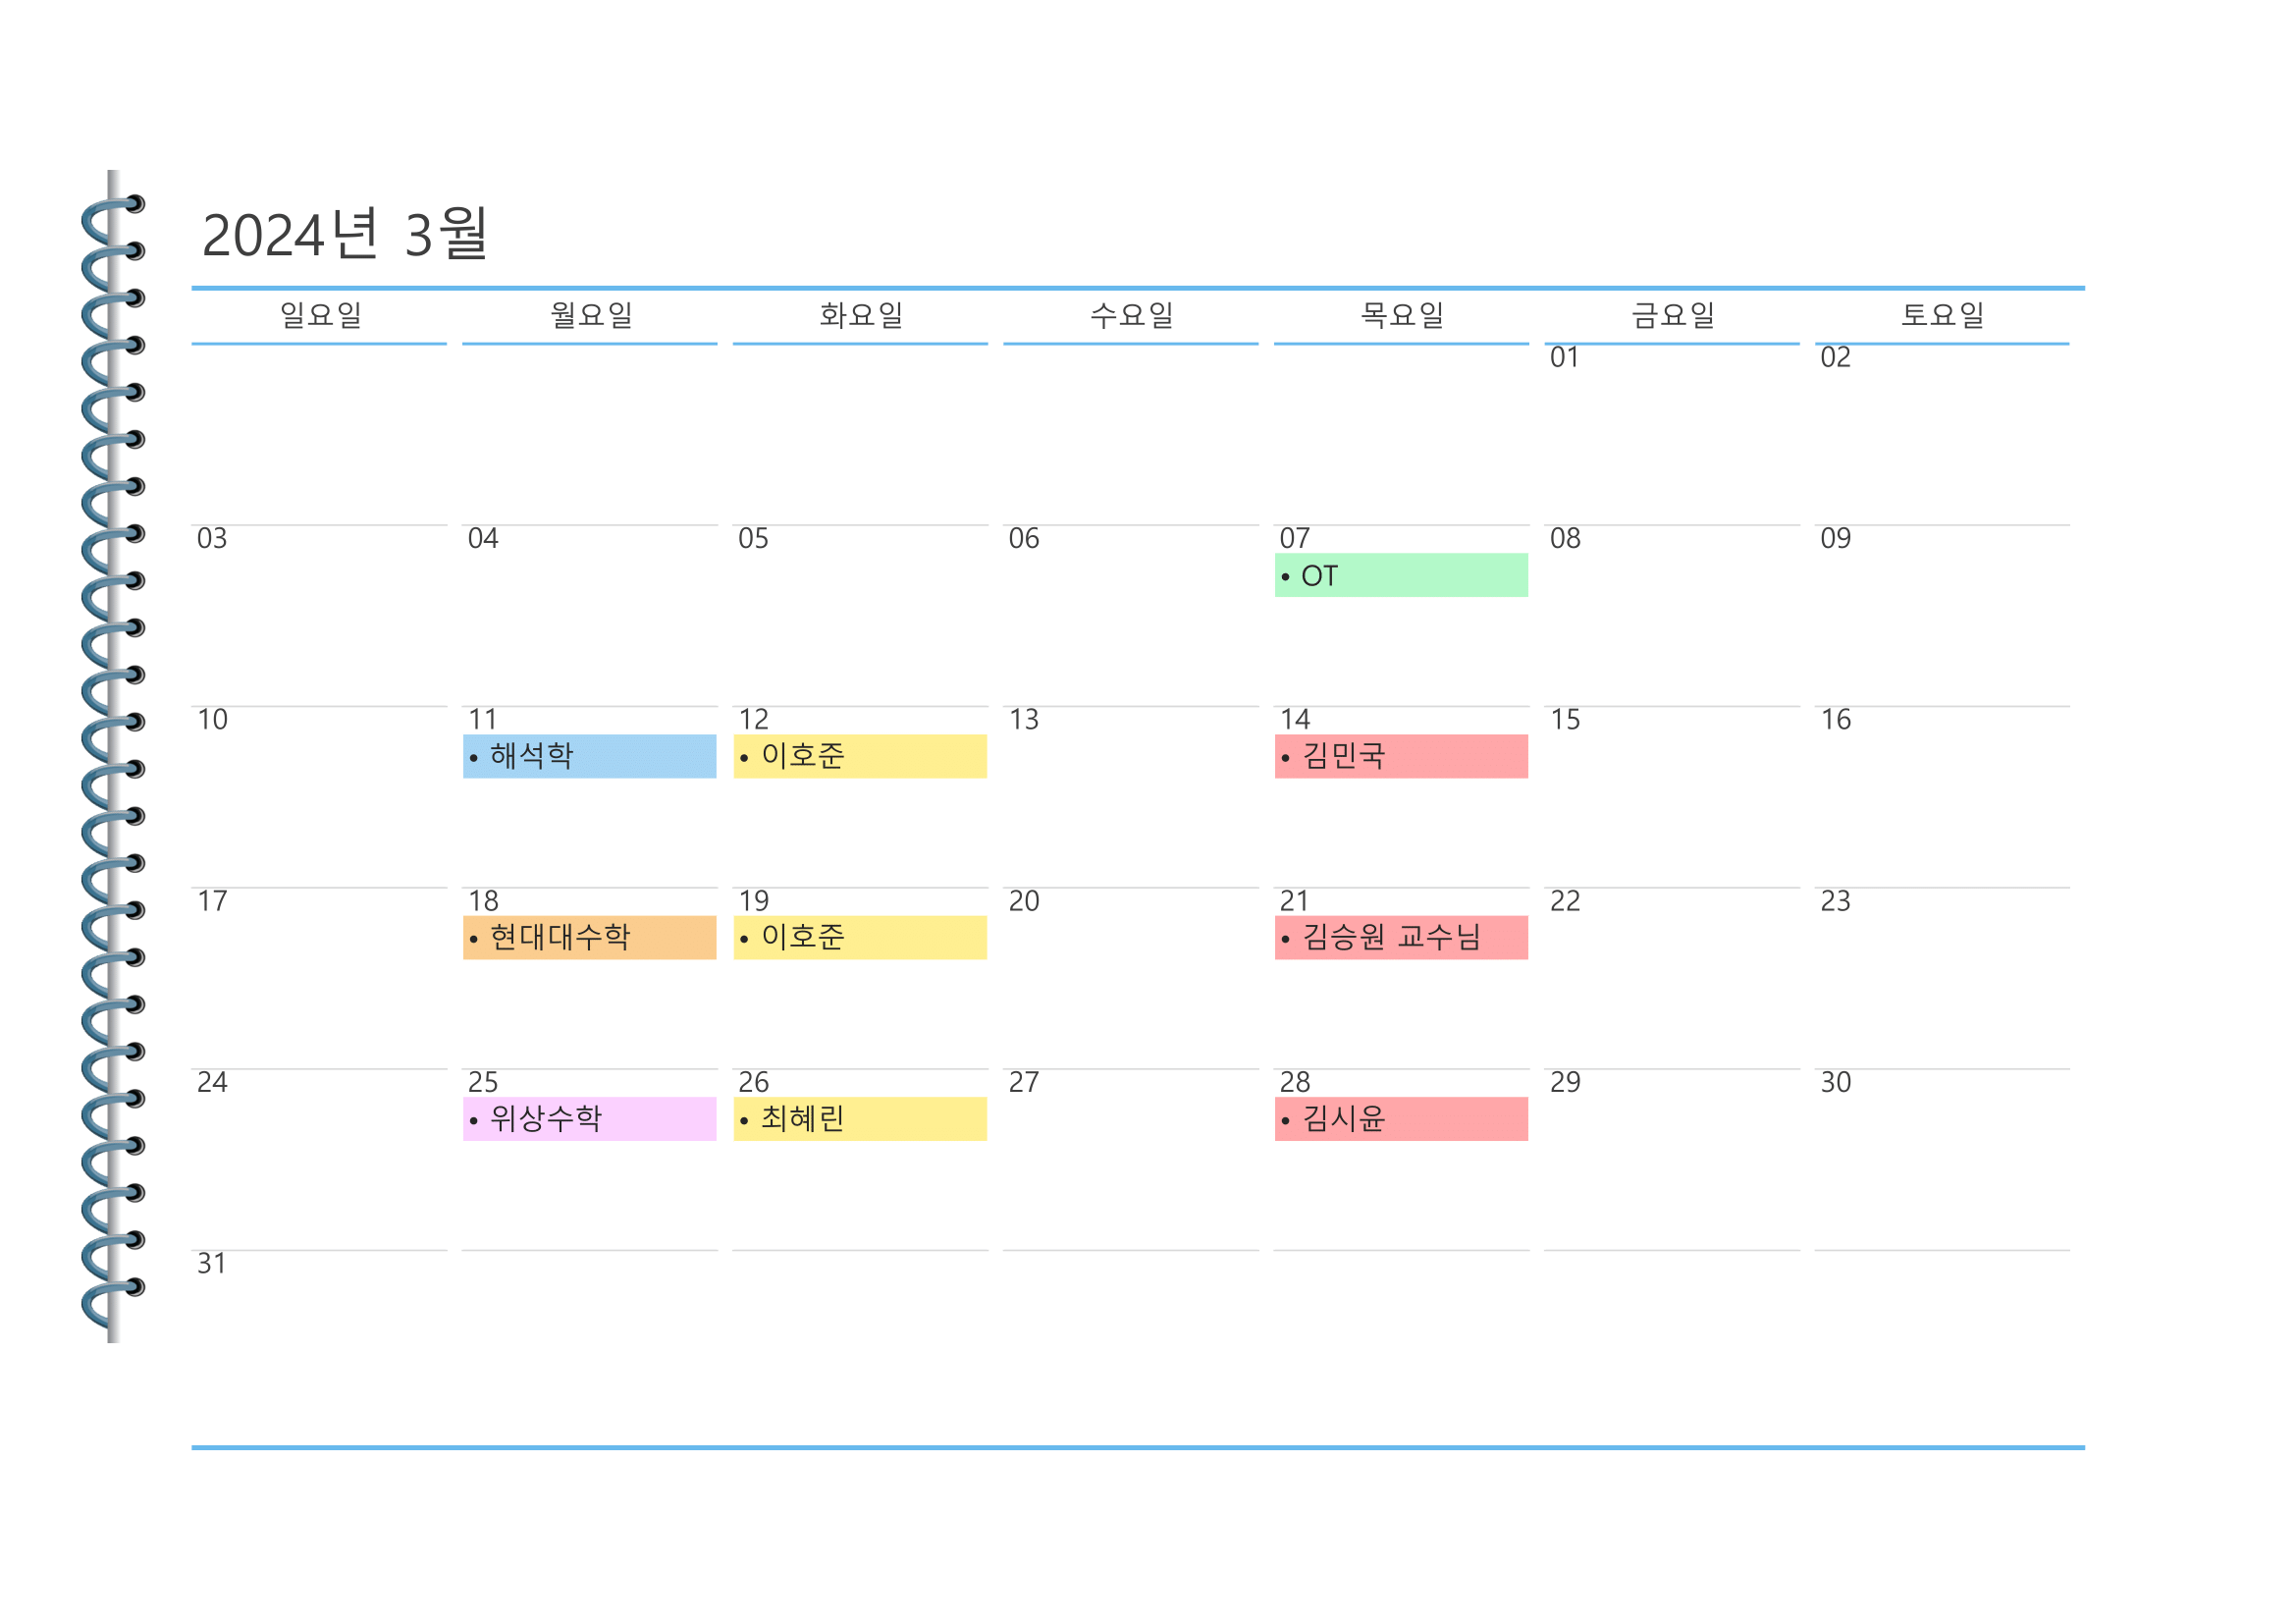 2024년 3월
일요일 월요일 화요일 수요일 목요일 금요일 토요일
01 02
03 04 05 06 07 08 09
• OT
10 11 12 13 14 15 16
• 해석학 • 이호준 • 김민국
17 18 19 20 21 22 23
• 현대대수학 • 이호준 • 김승원 교수님
24 25 26 27 28 29 30
• 위상수학 • 최혜린 • 김시윤
31